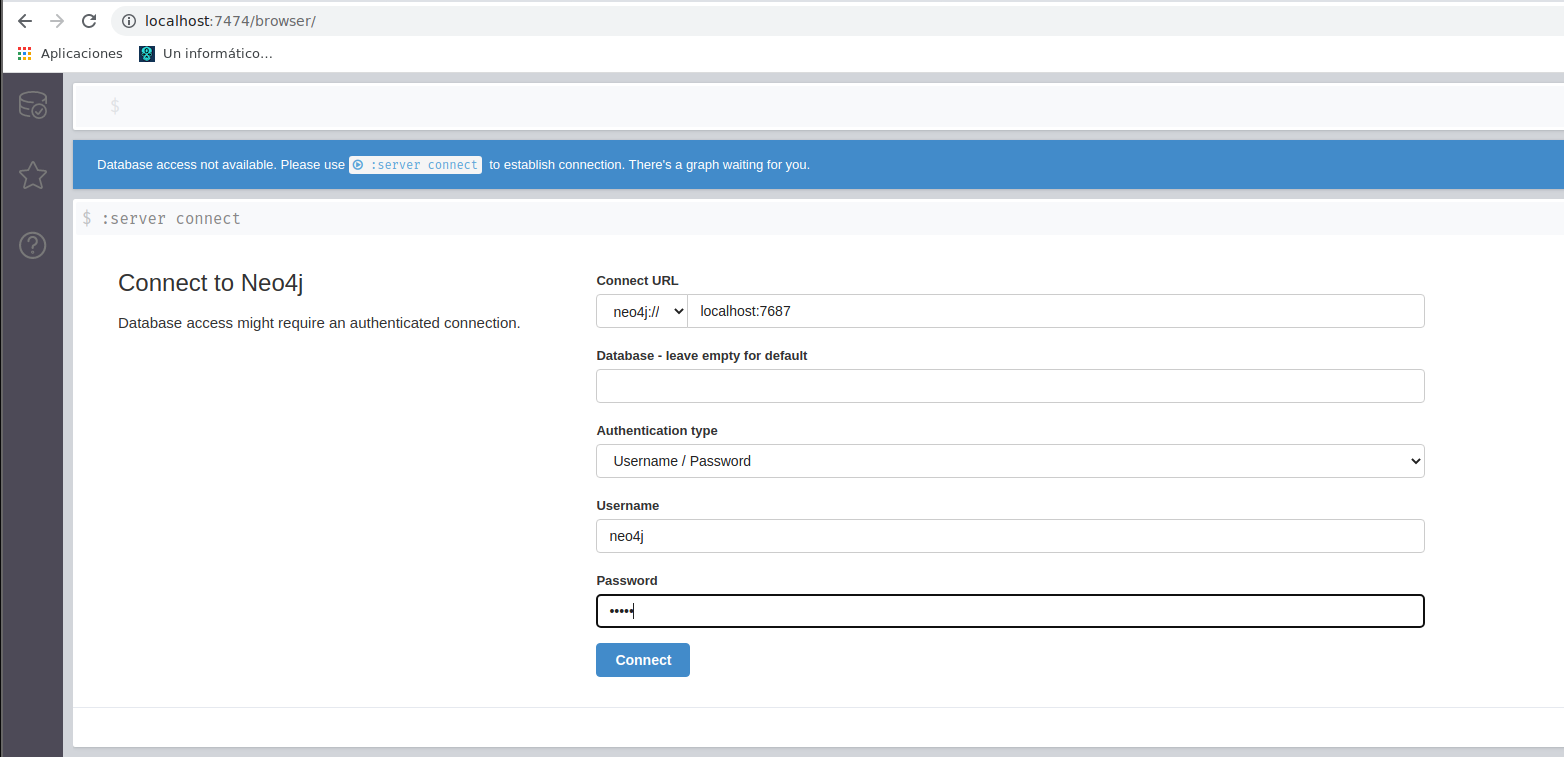 localhost:7474/browser/
Aplicaciones Un informático...
$
Database access not available. Please use :server connect to establish connection. There's a graph waiting for you.
$ :server connect
Connect to Neo4j
Database access might require an authenticated connection.
Connect URL
neo4j:// localhost:7687
Database - leave empty for default
Authentication type
Username / Password
Username
neo4j
Password
•••••
Connect